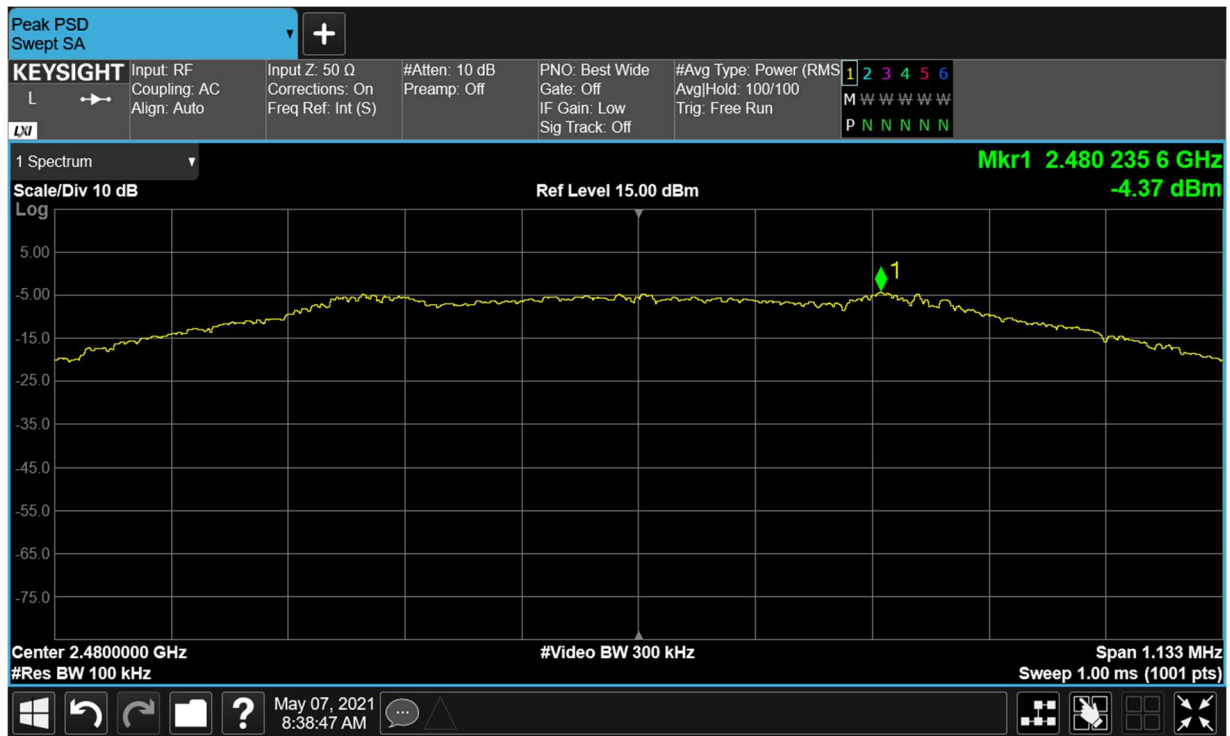 Peak PSD
Swept SA
KEYSIGHT
L
LXI
Input: RF
Coupling: AC
Align: Auto
Input Z: 50 Ω
Corrections: On
Freq Ref: Int (S)
#Atten: 10 dB
Preamp: Off
PNO: Best Wide
Gate: Off
IF Gain: Low
Sig Track: Off
#Avg Type: Power (RMS
Avg|Hold: 100/100
Trig: Free Run
1 2 3 4 5 6
M W W W W W
P N N N N N
1 Spectrum
Mkr1 2.480 235 6 GHz
-4.37 dBm
Scale/Div 10 dB
Ref Level 15.00 dBm
Log
5.00
-5.00
-15.0
-25.0
-35.0
-45.0
-55.0
-65.0
-75.0
1
Center 2.4800000 GHz
#Video BW 300 kHz
Span 1.133 MHz
#Res BW 100 kHz
Sweep 1.00 ms (1001 pts)
?
May 07, 2021
8:38:47 AM